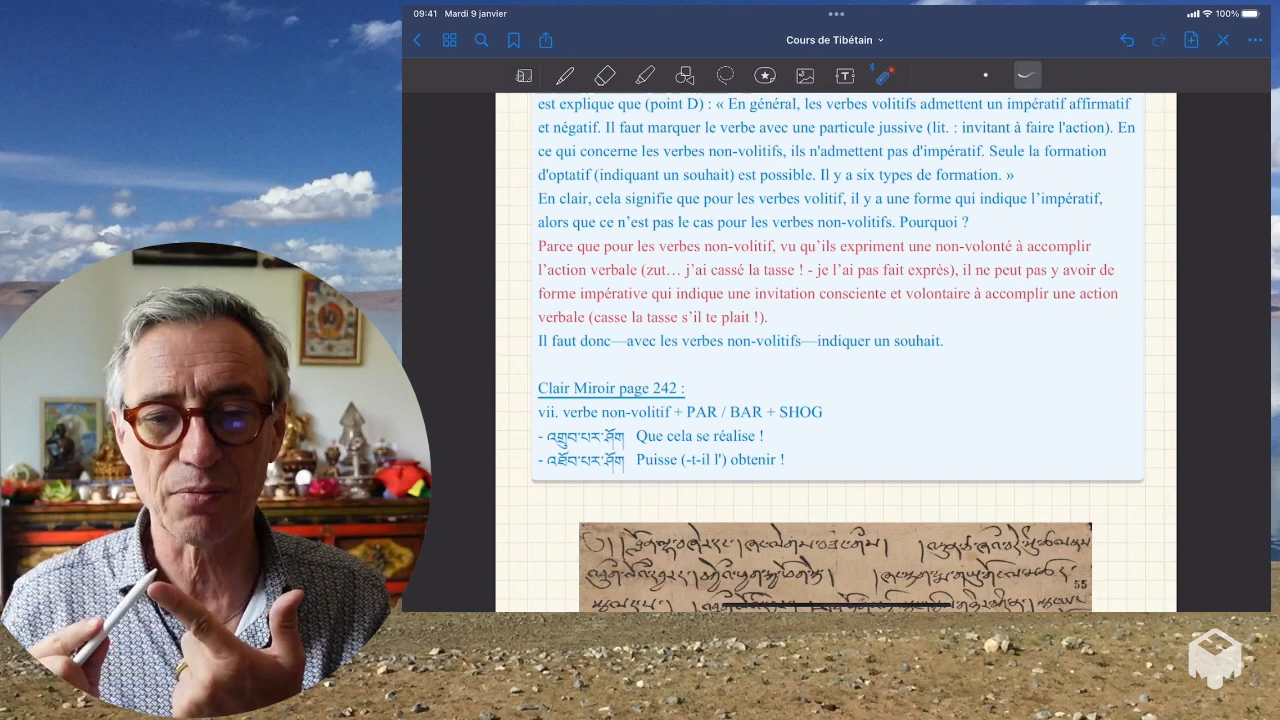 09:41 Mardi 9 janvier
100%
Cours de Tibétain
T
est explique que (point D) : « En général, les verbes volitifs admettent un impératif affirmatif
et négatif. Il faut marquer le verbe avec une particule jussive (lit. : invitant à faire l'action). En
ce qui concerne les verbes non-volitifs, ils n'admettent pas d'impératif. Seule la formation
d'optatif (indiquant un souhait) est possible. Il y a six types de formation. »
En clair, cela signifie que pour les verbes volitif, il y a une forme qui indique l’impératif,
alors que ce n’est pas le cas pour les verbes non-volitifs. Pourquoi ?
Parce que pour les verbes non-volitif, vu qu’ils expriment une non-volonté à accomplir
l’action verbale (zut… j’ai cassé la tasse ! - je l’ai pas fait exprès), il ne peut pas y avoir de
forme impérative qui indique une invitation consciente et volontaire à accomplir une action
verbale (casse la tasse s’il te plait !).
Il faut donc—avec les verbes non-volitifs—indiquer un souhait.
Clair Miroir page 242 :
vii. verbe non-volitif + PAR / BAR + SHOG
- འགྲུབ་པར་ཤོག Que cela se réalise !
- འཐོབ་པར་ཤོག Puisse (-t-il l') obtenir !
55